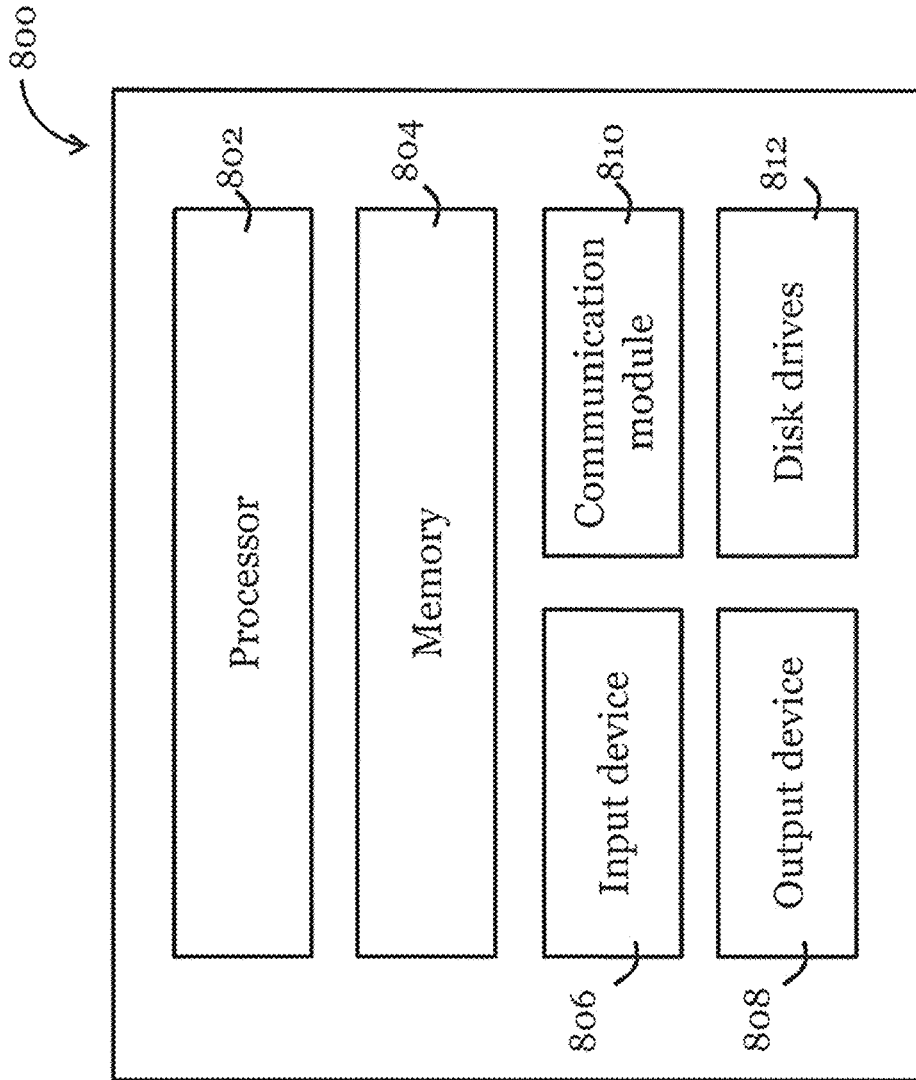 800
Processor
802
Memory
804
Input device
806
Communication
module
810
Output device
808
Disk drives
812